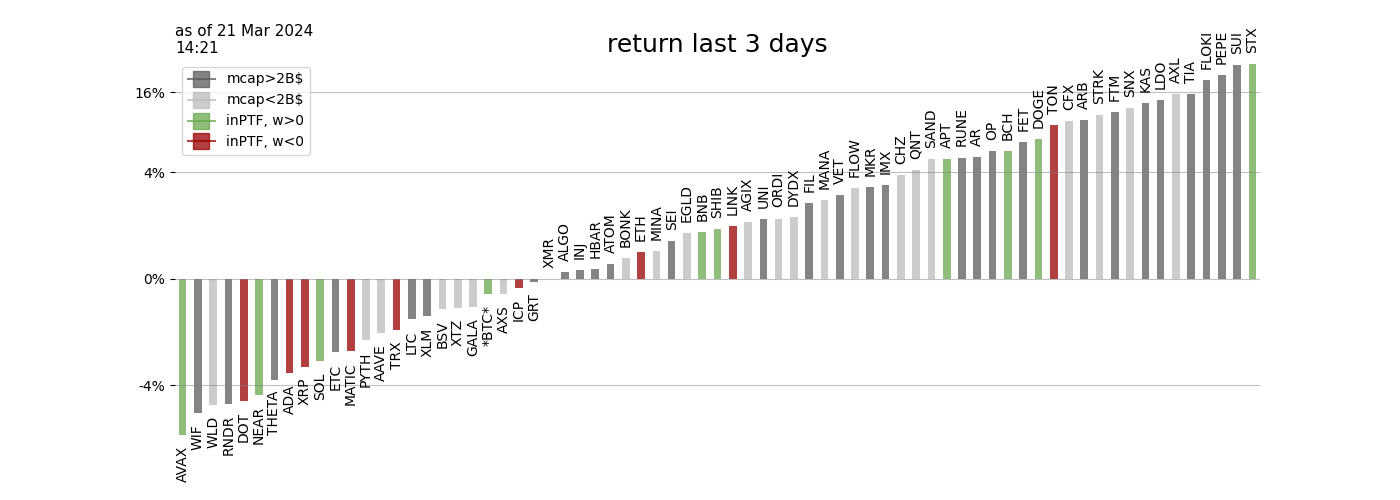 as of 21 Mar 2024
14:21
return last 3 days
mcap>2B$
mcap<2B$
inPTF, w>0
inPTF, w<0
16%
4%
0%
-4%
AVAX
WIF
WLD
RNDR
DOT
NEAR
THETA
ADA
XRP
SOL
ETC
MATIC
PYTH
AAVE
TRX
LTC
XLM
BSV
XTZ
GALA
*BTC*
AXS
ICP
GRT
XMR
ALGO
INJ
HBAR
ATOM
BONK
ETH
MINA
SEI
EGLD
BNB
SHIB
LINK
AGIX
UNI
ORDI
DYDX
FIL
MANA
VET
FLOW
MKR
IMX
CHZ
QNT
SAND
APT
RUNE
AR
OP
BCH
FET
DOGE
TON
CFX
ARB
STRK
FTM
SNX
KAS
LDO
AXL
TIA
FLOKI
PEPE
SUI
STX